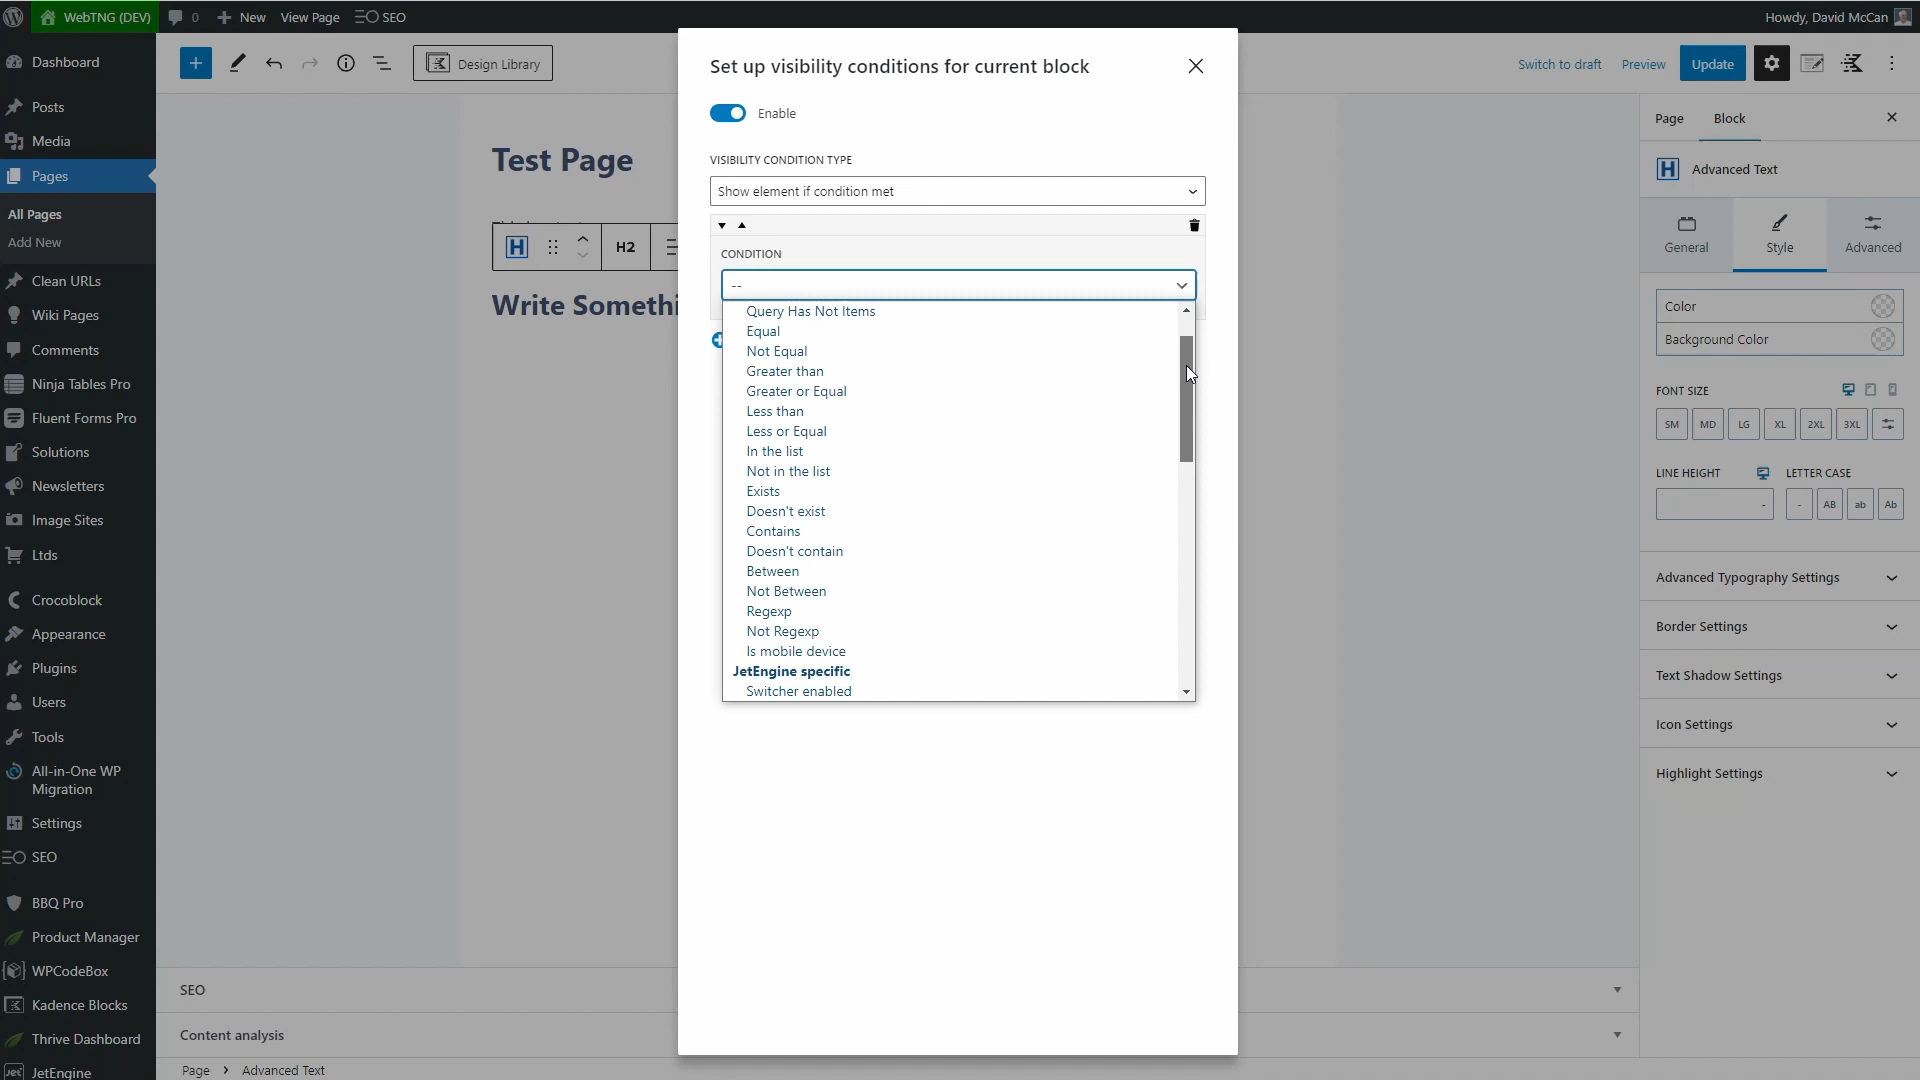 WebTNG (DEV)
0
New
View Page
SEO
Howdy, David McCan
Dashboard
Posts
Media
Pages
All Pages
Add New
Clean URLs
Wiki Pages
Comments
Ninja Tables Pro
Fluent Forms Pro
Solutions
Newsletters
Image Sites
Ltds
Crocoblock
Appearance
Plugins
Users
Tools
All-in-One WP
Migration
Settings
SEO
BBQ Pro
Product Manager
WPCodeBox
Kadence Blocks
Thrive Dashboard
JetEngine
Design Library
Switch to draft
Preview
Update
Test Page
H2
Write Somethi
SEO
Content analysis
Page › Advanced Text
Set up visibility conditions for current block
Enable
VISIBILITY CONDITION TYPE
Show element if condition met
CONDITION
--
Query Has Not Items
Equal
Not Equal
Greater than
Greater or Equal
Less than
Less or Equal
In the list
Not in the list
Exists
Doesn't exist
Contains
Doesn't contain
Between
Not Between
Regexp
Not Regexp
Is mobile device
JetEngine specific
Switcher enabled
Page
Block
H
Advanced Text
General
Style
Advanced
Color
Background Color
FONT SIZE
SM MD LG XL 2XL 3XL
LINE HEIGHT
LETTER CASE
- - AB ab Ab
Advanced Typography Settings
Border Settings
Text Shadow Settings
Icon Settings
Highlight Settings